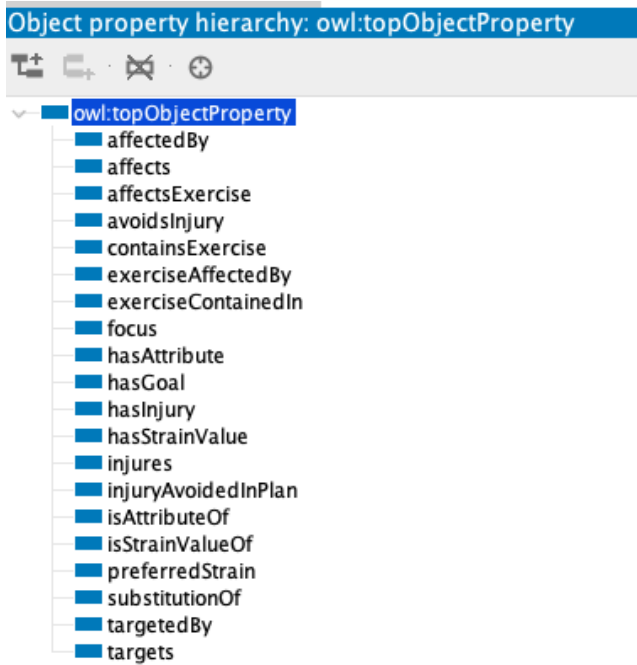 Object property hierarchy: owl:topObjectProperty
owl:topObjectProperty
affectedBy
affects
affectsExercise
avoidsInjury
containsExercise
exerciseAffectedBy
exerciseContainedIn
focus
hasAttribute
hasGoal
hasInjury
hasStrainValue
injures
injuryAvoidedInPlan
isAttributeOf
isStrainValueOf
preferredStrain
substitutionOf
targetedBy
targets